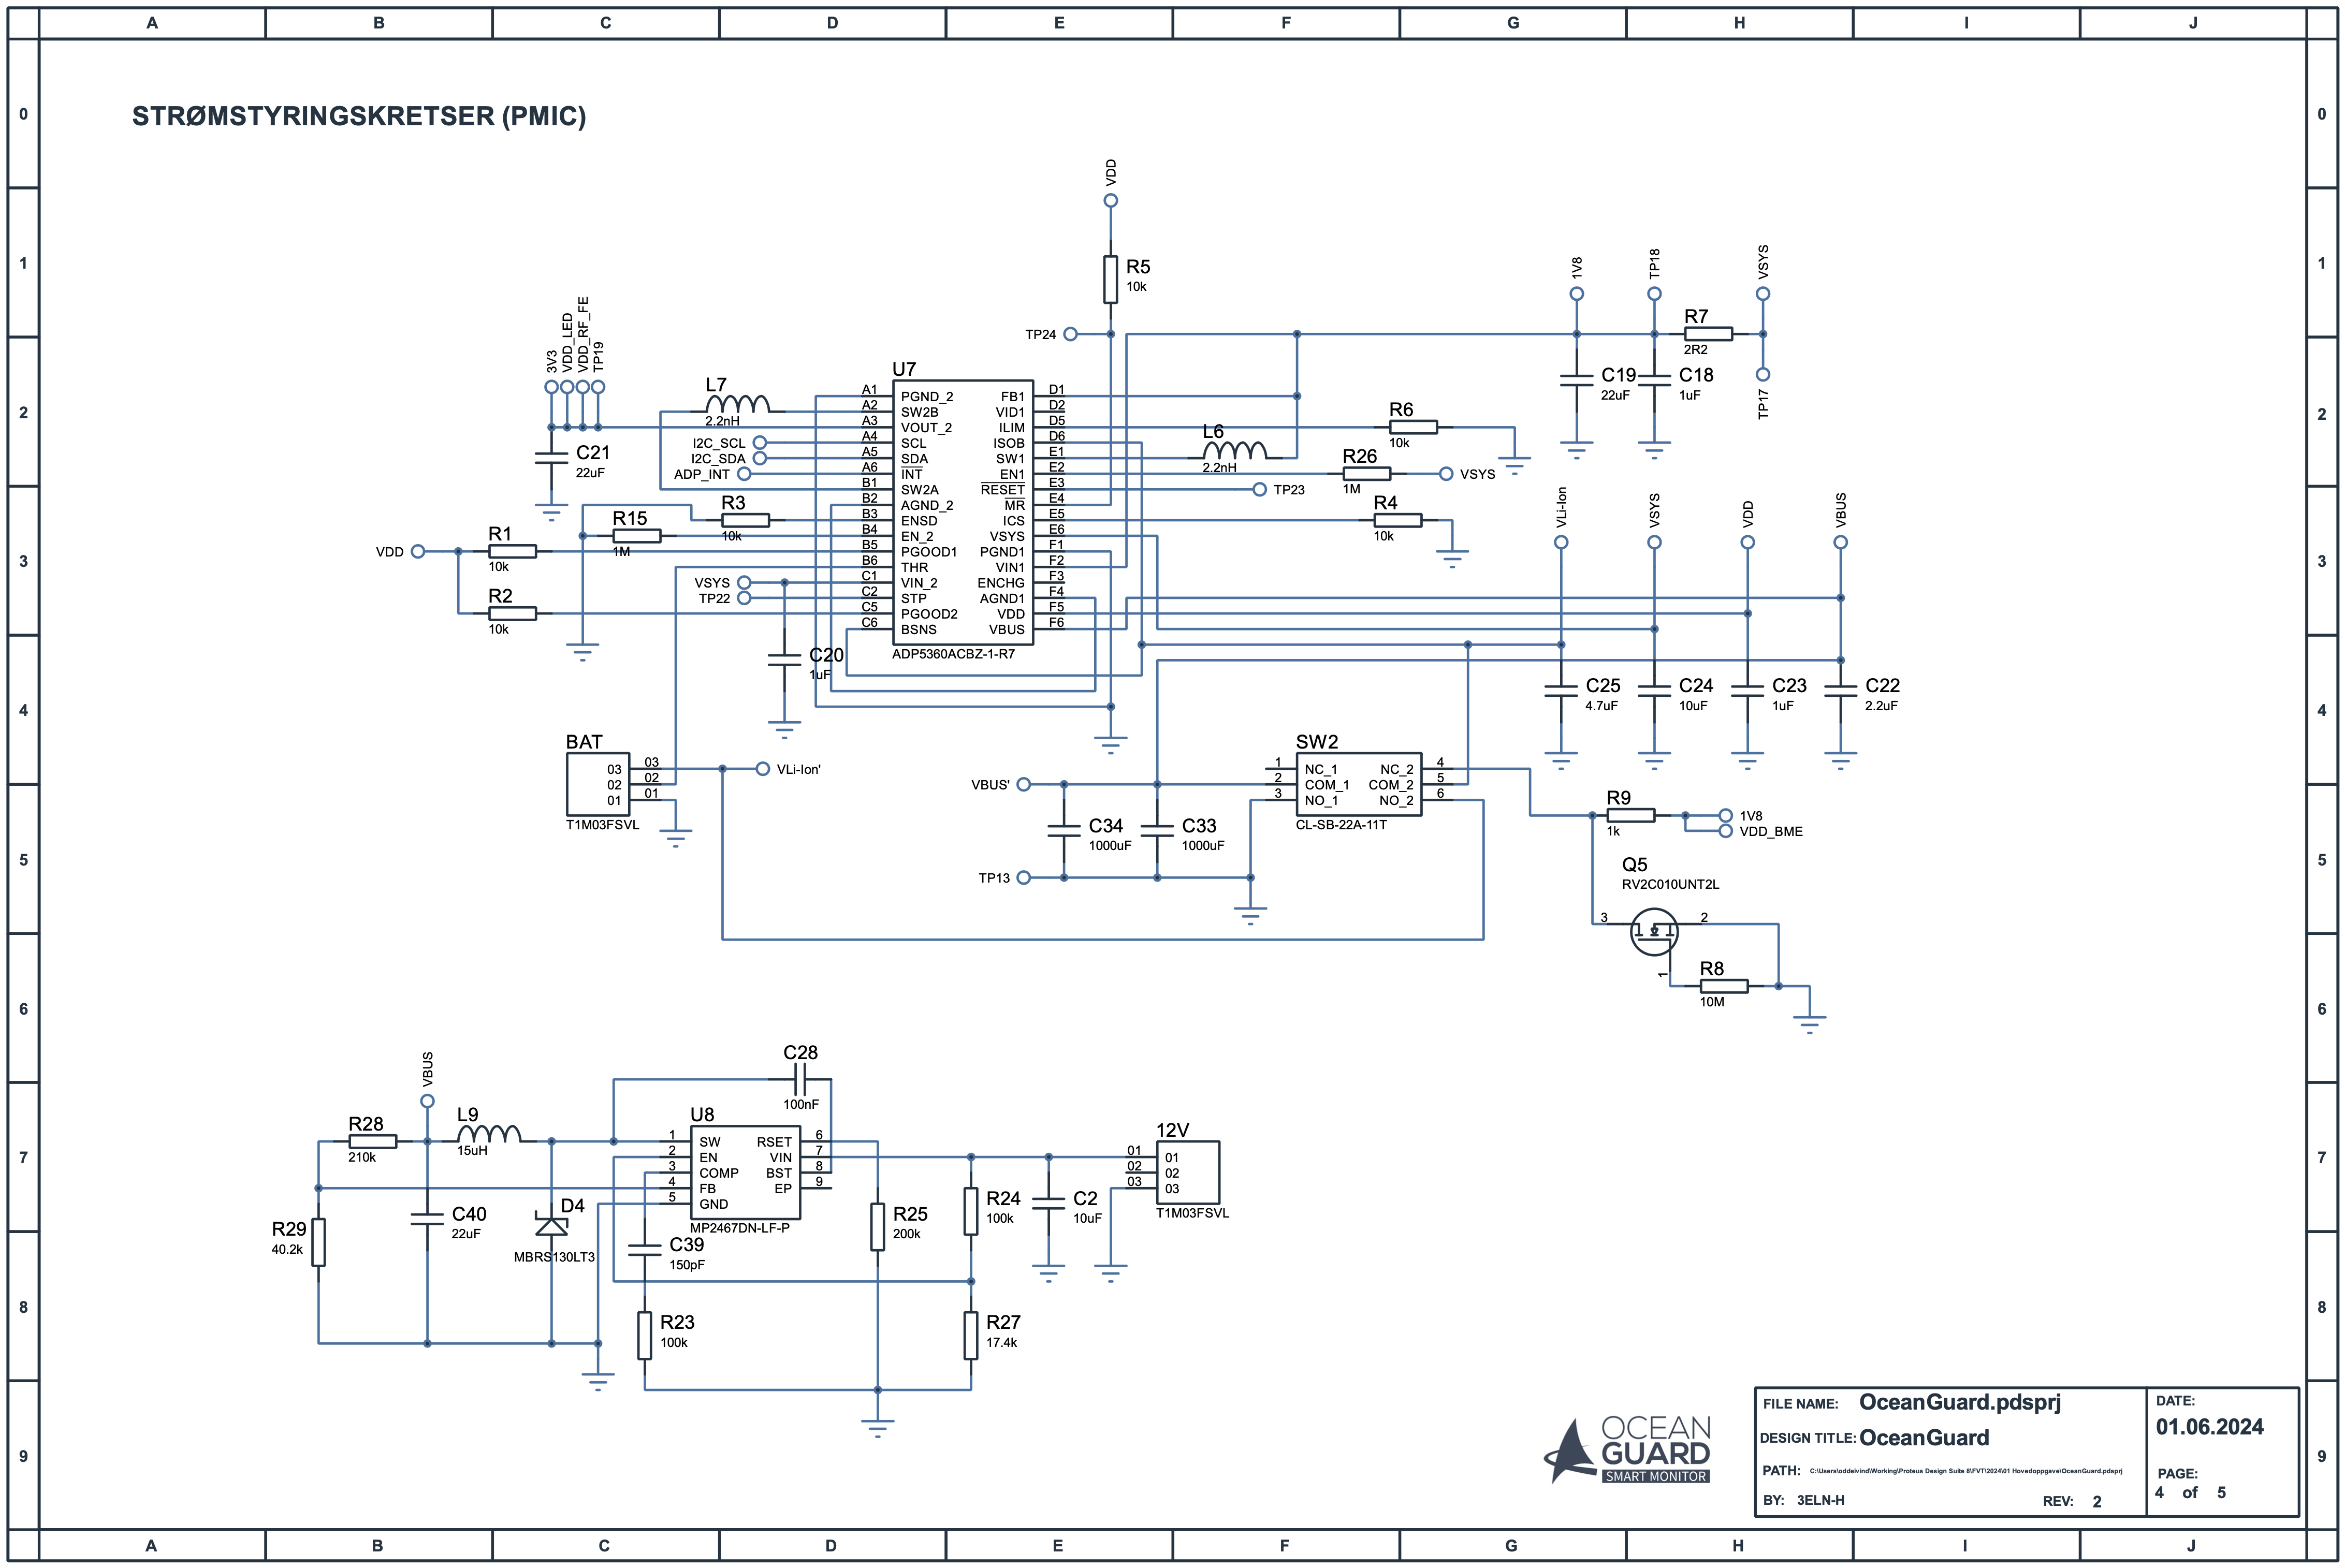 A B C D E F G H I J
0 0
STRØMSTYRINGSKRETSER (PMIC)
VDD
1 1
R5
10k
1V8
TP18
VSYS
TP24
R7
2R2
3V3
VDD_LED
VDD_RF_FE
TP19
U7
C19
22uF
C18
1uF
TP17
2 2
L7
2.2nH
A1 PGND_2 FB1 D1
A2 SW2B VID1 D2
A3 VOUT_2 ILIM D5
A4 SCL ISOB D6
A5 SDA SW1 E1
A6 INT EN1 E2
B1 SW2A RESET E3
B2 AGND_2 MR E4
B3 ENSD ICS E5
B4 EN_2 VSYS E6
B5 PGOOD1 PGND1 F1
B6 THR VIN1 F2
C1 VIN_2 ENCHG F3
C2 STP AGND1 F4
C5 PGOOD2 VDD F5
C6 BSNS VBUS F6
ADP5360ACBZ-1-R7
I2C_SCL
I2C_SDA
ADP_INT
C21
22uF
R6
10k
L6
2.2nH
R26
1M
VSYS
TP23
R4
10k
R3
10k
R15
1M
3 3
VDD
R1
10k
R2
10k
VSYS
TP22
C20
1uF
VLi-Ion
VSYS
VDD
VBUS
4 4
C25
4.7uF
C24
10uF
C23
1uF
C22
2.2uF
BAT
03 03
02 02
01 01
T1M03FSVL
VLi-Ion'
SW2
1 NC_1 NC_2 4
2 COM_1 COM_2 5
3 NO_1 NO_2 6
CL-SB-22A-11T
VBUS'
C34
1000uF
C33
1000uF
TP13
R9
1k
1V8
VDD_BME
5 5
Q5
RV2C010UNT2L
3 2
1
R8
10M
6 6
VBUS
C28
100nF
7 7
R28
210k
L9
15uH
U8
1 SW RSET 6
2 EN VIN 7
3 COMP BST 8
4 FB EP 9
5 GND
MP2467DN-LF-P
12V
01 01
02 02
03 03
T1M03FSVL
R29
40.2k
C40
22uF
D4
MBRS130LT3
C39
150pF
R25
200k
R24
100k
C2
10uF
8 8
R23
100k
R27
17.4k
9 9
OCEAN
GUARD
SMART MONITOR
FILE NAME: OceanGuard.pdsprj
DESIGN TITLE: OceanGuard
PATH: C:\Users\oddeivind\Working\Proteus Design Suite 8\FVT\2024\01 Hovedoppgave\OceanGuard.pdsprj
BY: 3ELN-H REV: 2
DATE:
01.06.2024
PAGE:
4 of 5
A B C D E F G H I J